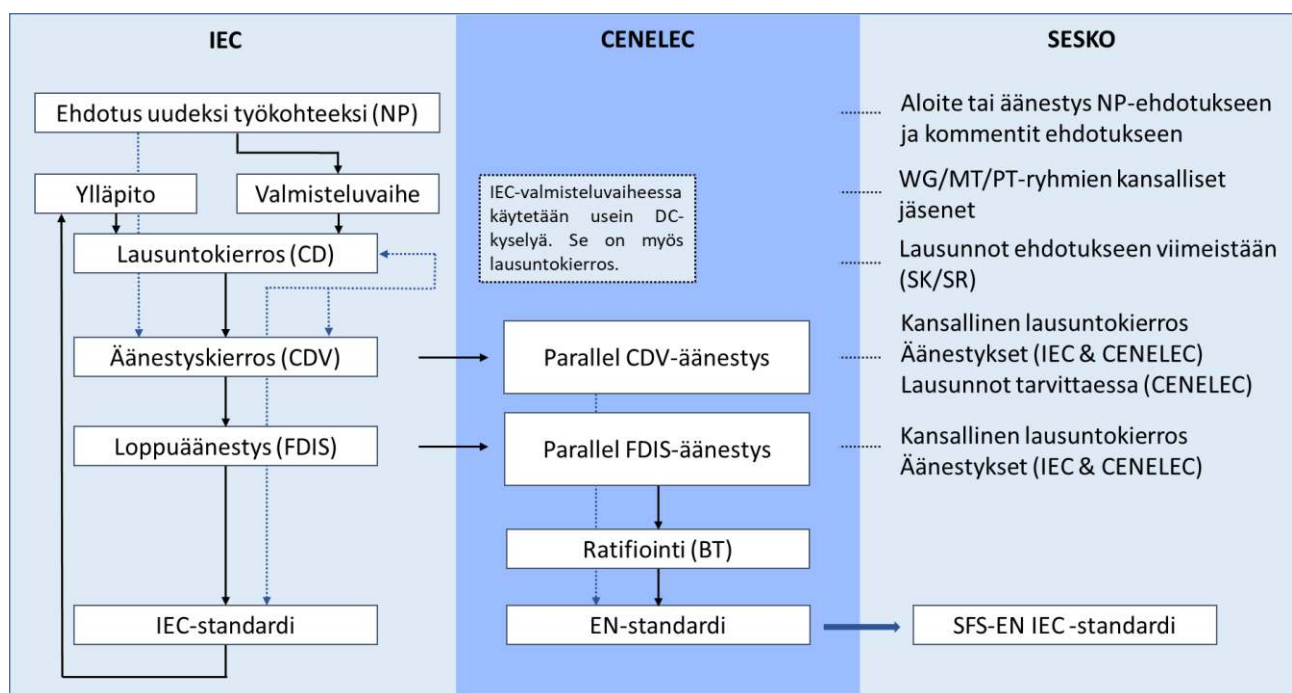 IEC
CENELEC
SESKO
Ehdotus uudeksi työkohteeksi (NP)
Aloite tai äänestys NP-ehdotukseen
ja kommentit ehdotukseen
Ylläpito
Valmisteluvaihe
IEC-valmisteluvaiheessa
käytetään usein DC-
kyselyä. Se on myös
lausuntokierros.
WG/MT/PT-ryhmien kansalliset
jäsenet
Lausuntokierros (CD)
Lausunnot ehdotukseen viimeistään
(SK/SR)
Äänestyskierros (CDV)
Parallel CDV-äänestys
Kansallinen lausuntokierros
Äänestykset (IEC & CENELEC)
Lausunnot tarvittaessa (CENELEC)
Loppuäänestys (FDIS)
Parallel FDIS-äänestys
Kansallinen lausuntokierros
Äänestykset (IEC & CENELEC)
Ratifiointi (BT)
IEC-standardi
EN-standardi
SFS-EN IEC -standardi